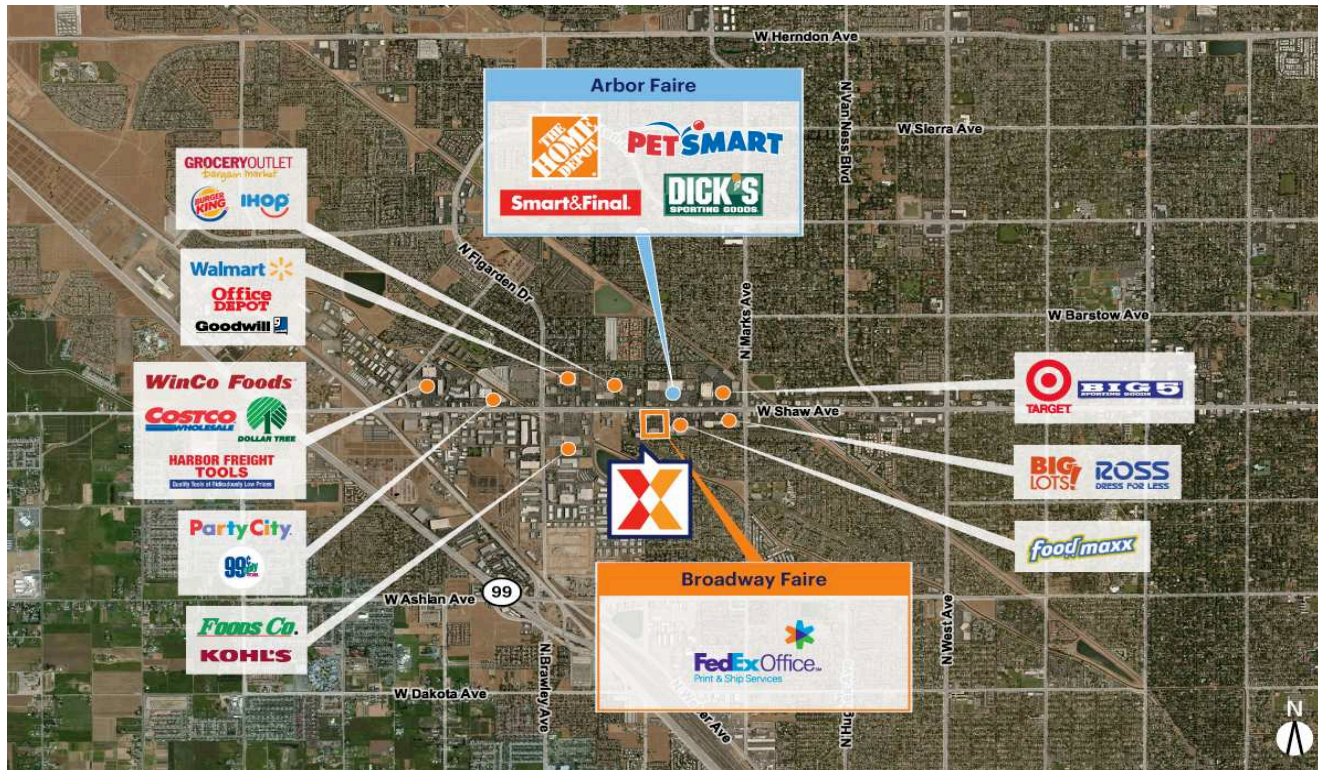 W Herndon Ave
Arbor Faire
THE
HOME
DEPOT
PETSMART
Smart&Final.
DICK'S
SPORTING GOODS
N Van Ness Blvd
W Sierra Ave
GROCERY OUTLET
Bargain Market
BURGER
KING
IHOP
N Figarden Dr
Walmart
Office
DEPOT
Goodwill
N Marks Ave
W Barstow Ave
WinCo Foods
COSTCO
WHOLESALE
DOLLAR TREE
HARBOR FREIGHT
TOOLS
Quality Tools at Ridiculously Low Prices
W Shaw Ave
TARGET
BIG 5
SPORTING GOODS
BIG
LOTS!
ROSS
DRESS FOR LESS
foodmaxx
Party City
99¢
only
Broadway Faire
FedEx Office
Print & Ship Services
W Ashlan Ave
99
Foods Co.
KOHL'S
N Brawley Ave
N West Ave
W Dakota Ave
N